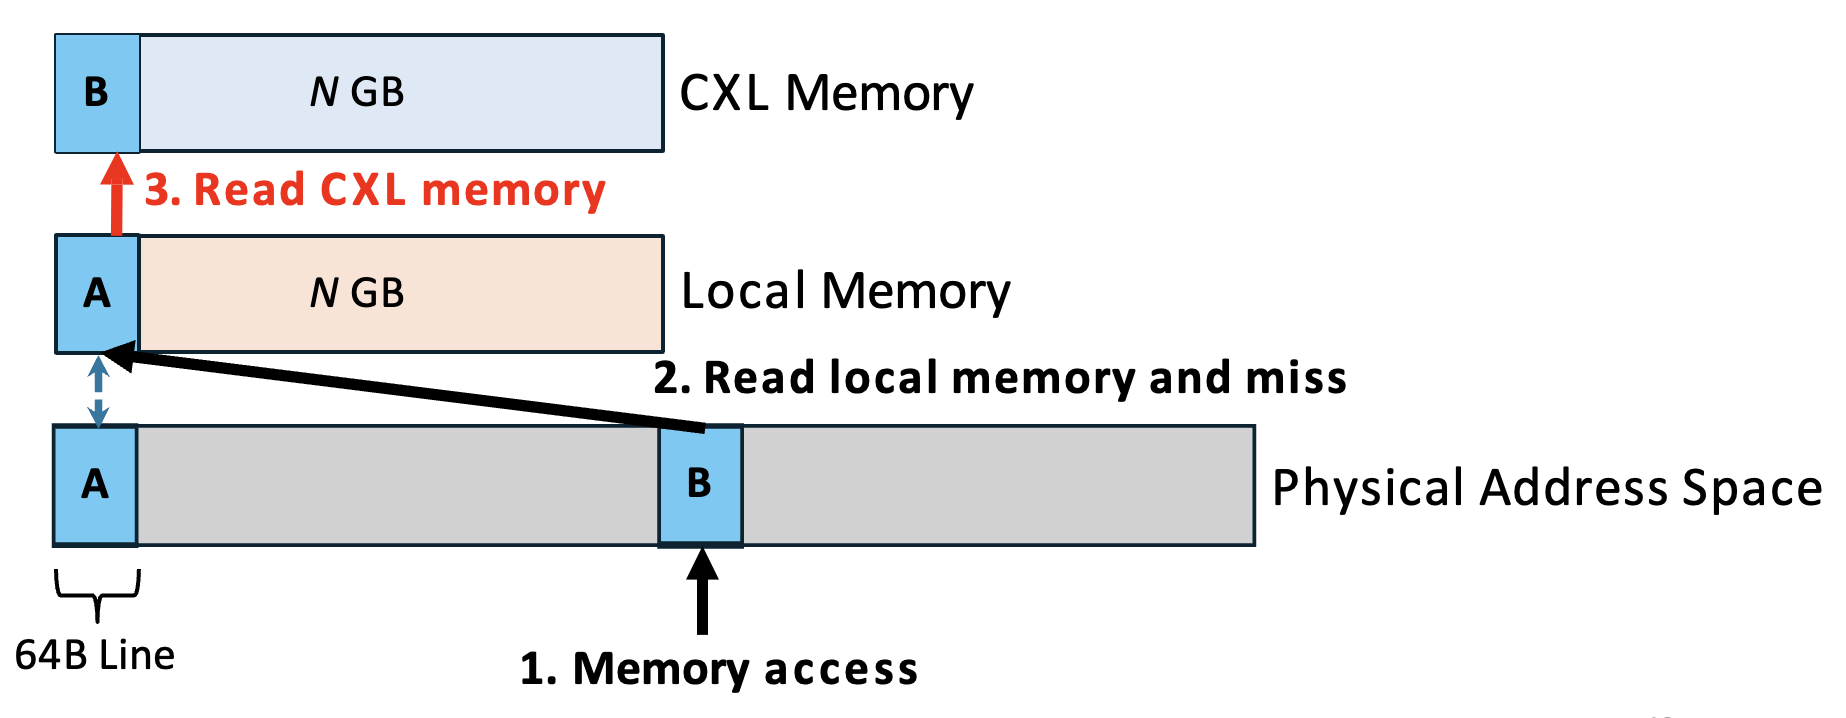 B
N GB
CXL Memory
3. Read CXL memory
A
N GB
Local Memory
2. Read local memory and miss
A
B
Physical Address Space
64B Line
1. Memory access